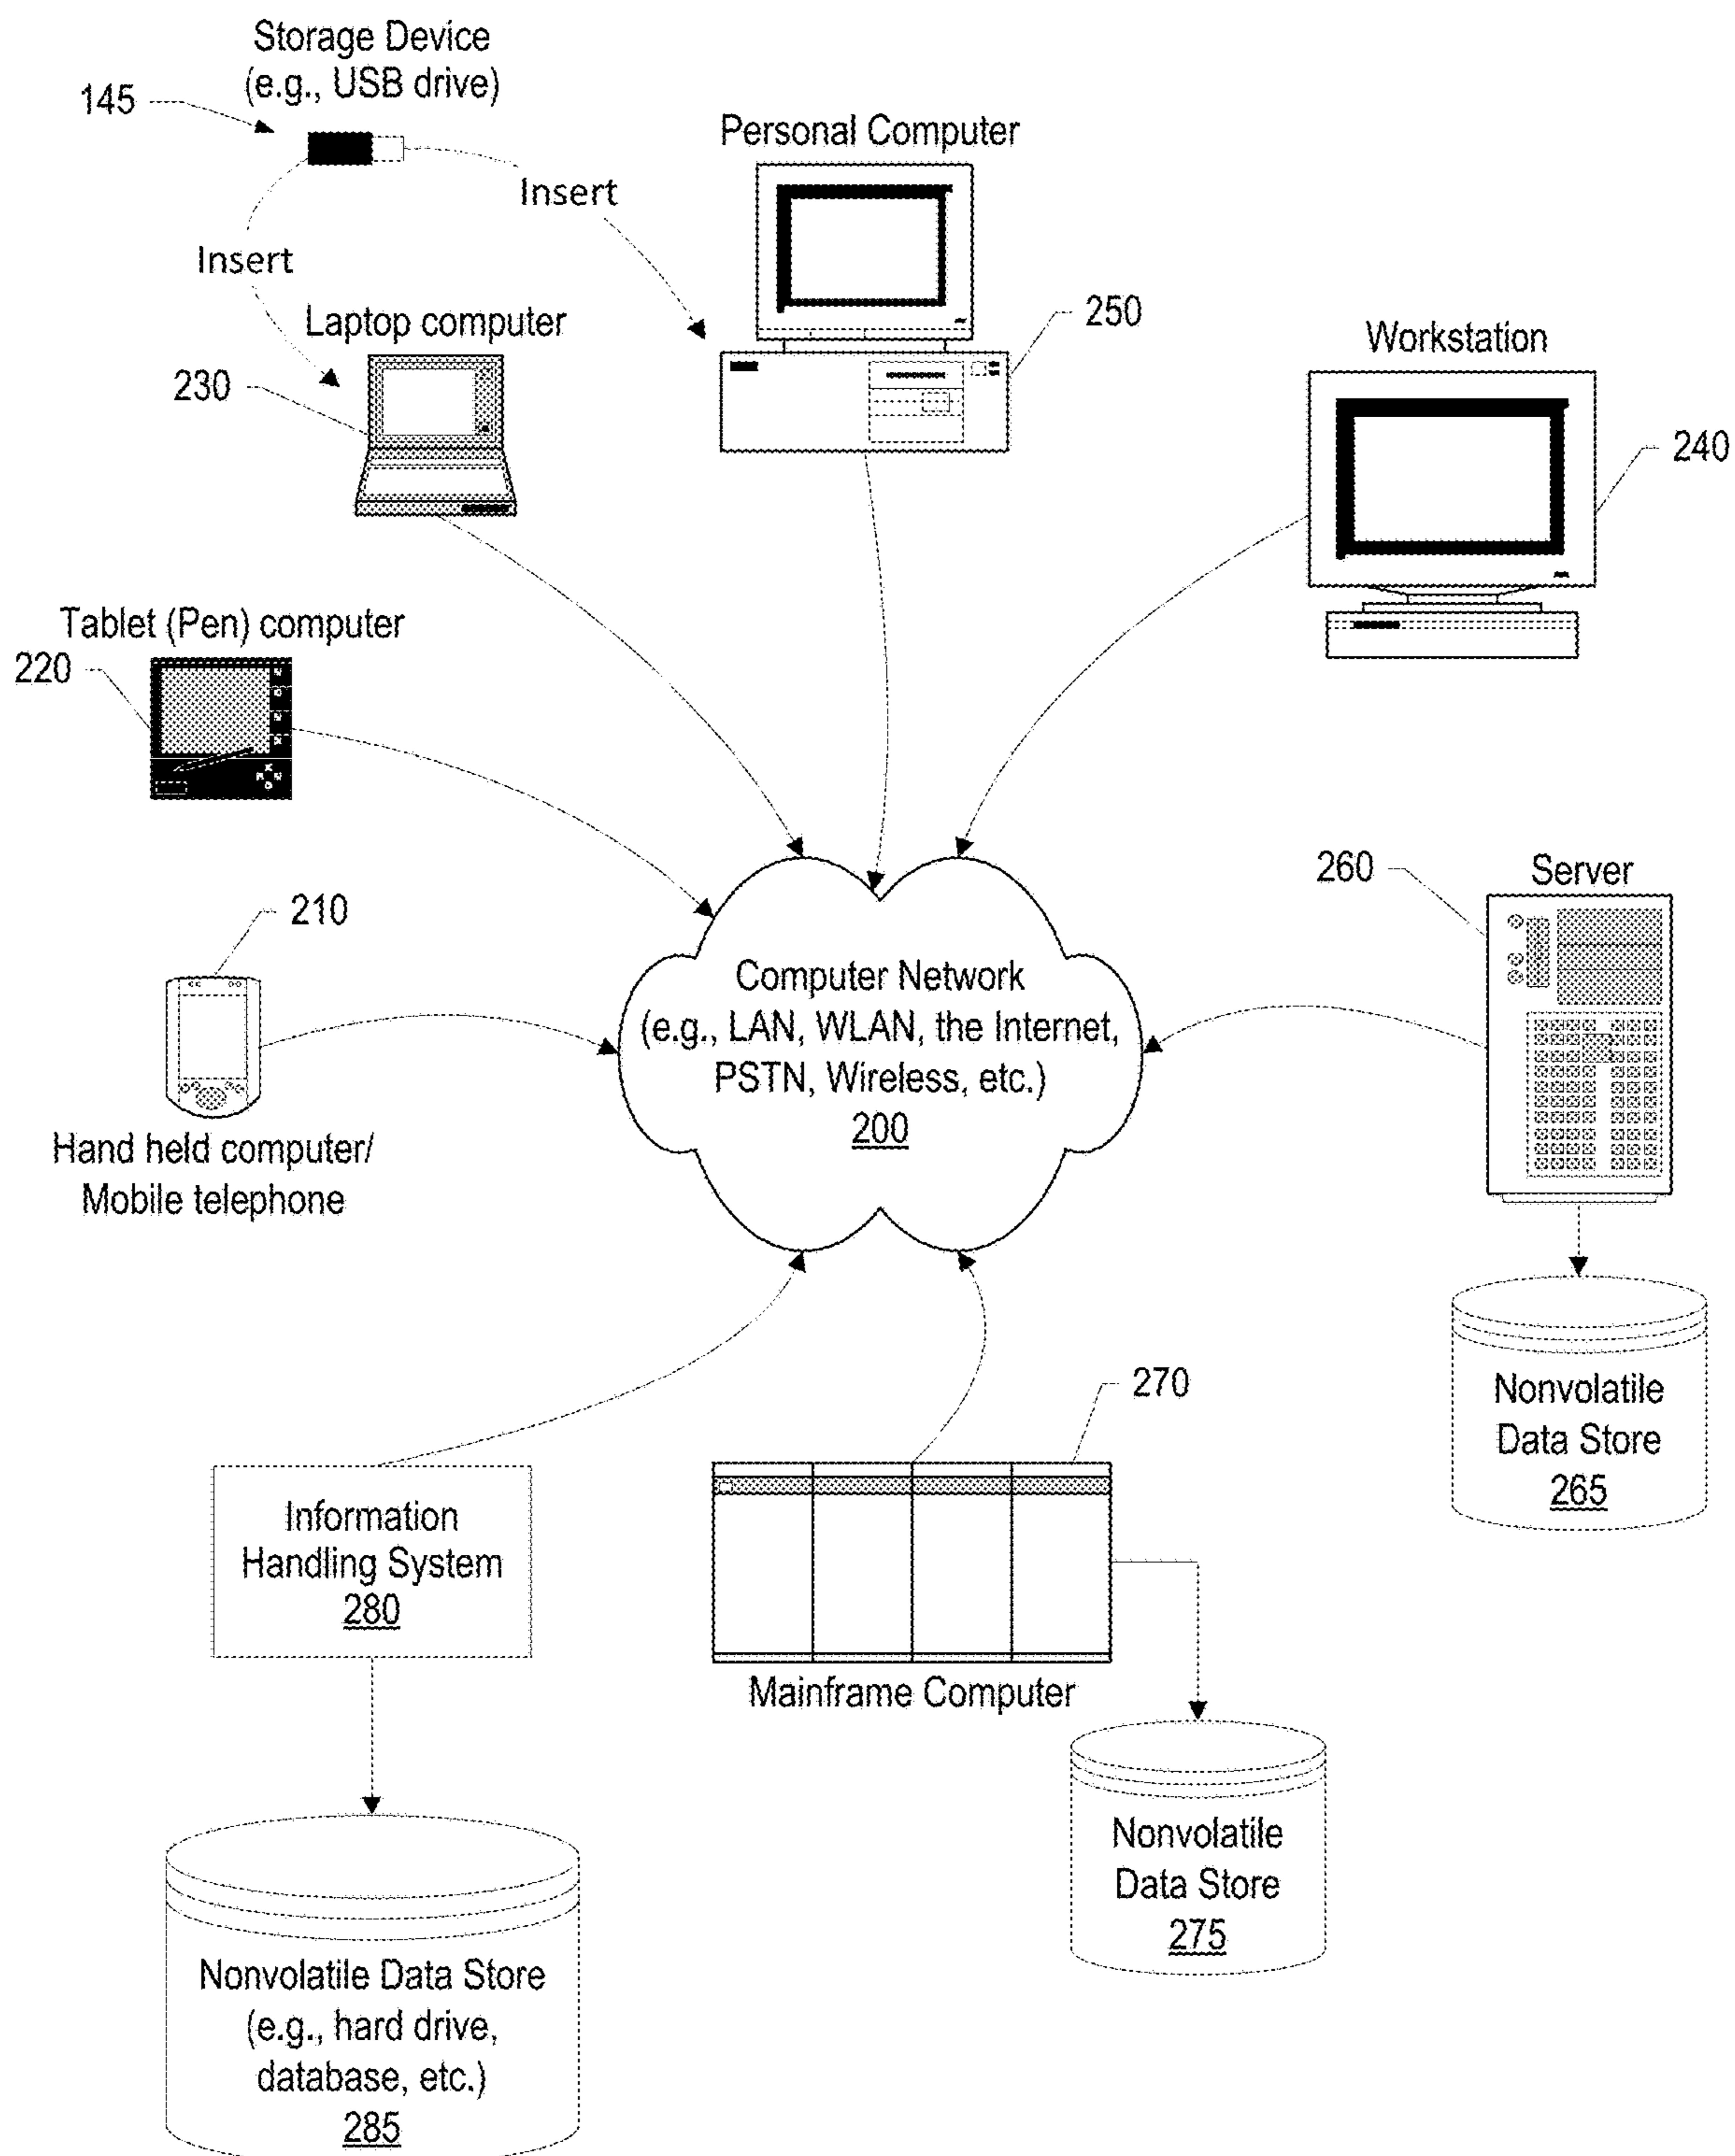 Storage Device
(e.g., USB drive)
145
Insert
Insert
Personal Computer
250
Laptop computer
230
Workstation
240
Tablet (Pen) computer
220
210
Hand held computer/
Mobile telephone
Computer Network
(e.g., LAN, WLAN, the Internet,
PSTN, Wireless, etc.)
200
260
Server
Nonvolatile
Data Store
265
270
Mainframe Computer
Nonvolatile
Data Store
275
Information
Handling System
280
Nonvolatile Data Store
(e.g., hard drive,
database, etc.)
285